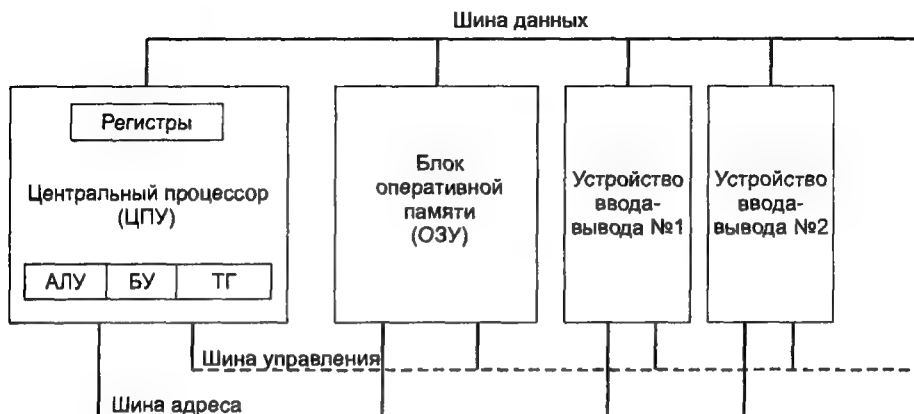 Шина данных
Регистры
Центральный процессор
(ЦПУ)
АЛУ БУ ТГ
Блок
оперативной
памяти
(ОЗУ)
Устройство
ввода-
вывода №1
Устройство
ввода-
вывода №2
Шина управления
Шина адреса